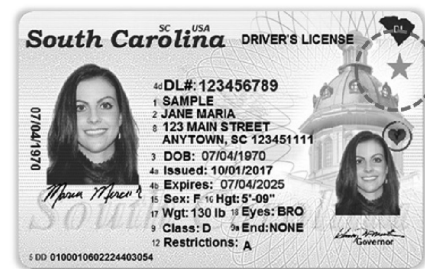 SC USA
South Carolina DRIVER'S LICENSE
4d DL#: 123456789
1 SAMPLE
2 JANE MARIA
8 123 MAIN STREET
ANYTOWN, SC 123451111
3 DOB: 07/04/1970
4a Issued: 10/01/2017
4b Expires: 07/04/2025
15 Sex: F 16 Hgt: 5'-09"
17 Wgt: 130 lb 18 Eyes: BRO
9 Class: D 9a End: NONE
12 Restrictions: A
07/04/1970
South Carolina
Governor
5 DD 0100010602224403054